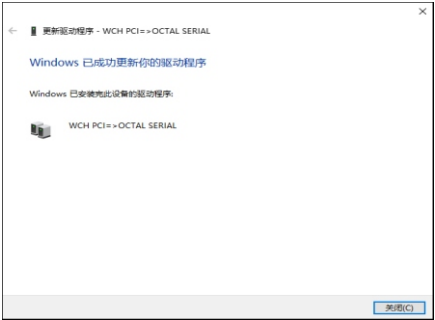 更新驱动程序 - WCH PCI=>OCTAL SERIAL
Windows 已成功更新你的驱动程序
Windows 已安装完此设备的驱动程序:
WCH PCI=>OCTAL SERIAL
关闭(C)